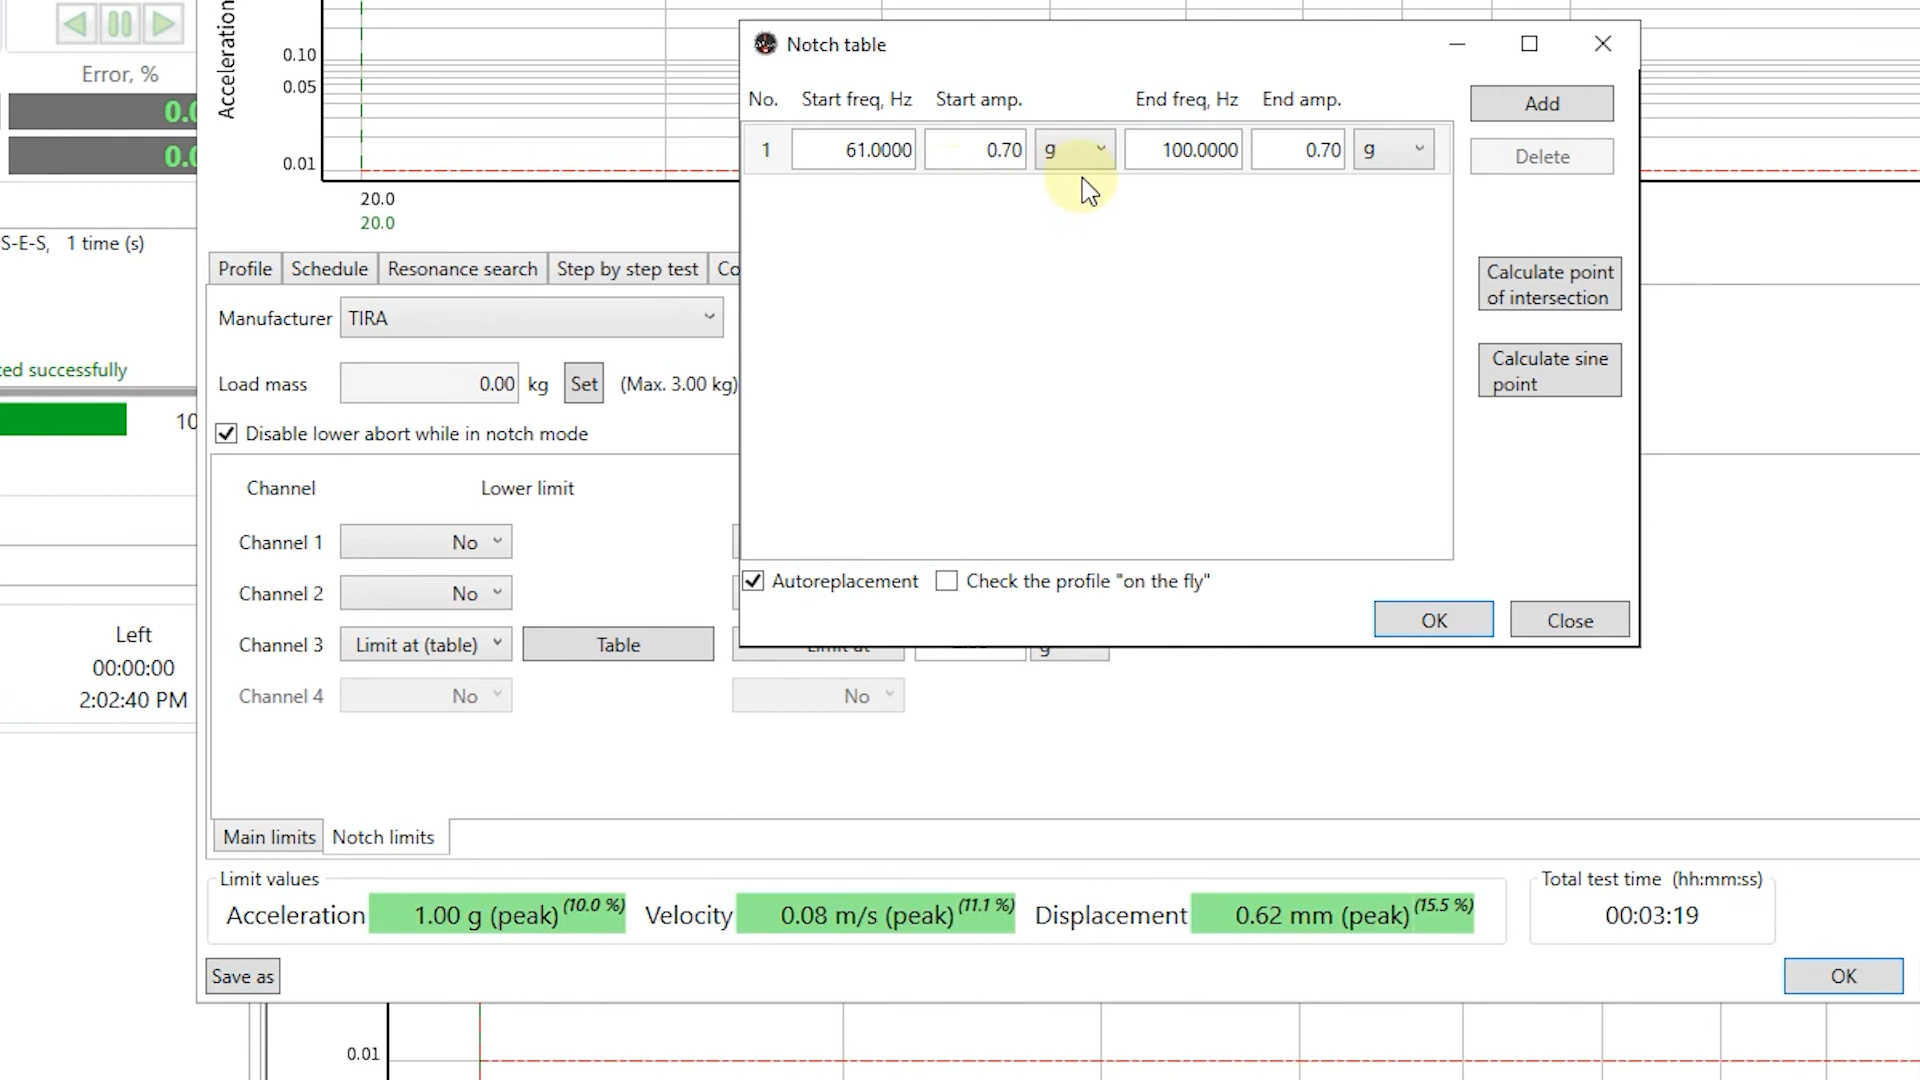 Error, %
0.0
0.0
S-E-S, 1 time (s)
ted successfully
10
Left
00:00:00
2:02:40 PM
Acceleration
0.10
0.05
0.01
20.0
20.0
Profile
Schedule
Resonance search
Step by step test
Co
Manufacturer TIRA
Load mass 0.00 kg Set (Max. 3.00 kg)
Disable lower abort while in notch mode
Channel Lower limit
Channel 1 No
Channel 2 No
Channel 3 Limit at (table) Table Limit at g
Channel 4 No No
Main limits Notch limits
Limit values
Acceleration 1.00 g (peak) (10.0 %) Velocity 0.08 m/s (peak) (11.1 %) Displacement 0.62 mm (peak) (15.5 %)
Total test time (hh:mm:ss)
00:03:19
Save as
OK
0.01
Notch table
No. Start freq, Hz Start amp. End freq, Hz End amp.
1 61.0000 0.70 g 100.0000 0.70 g
Add
Delete
Calculate point
of intersection
Calculate sine
point
Autoreplacement Check the profile "on the fly"
OK Close